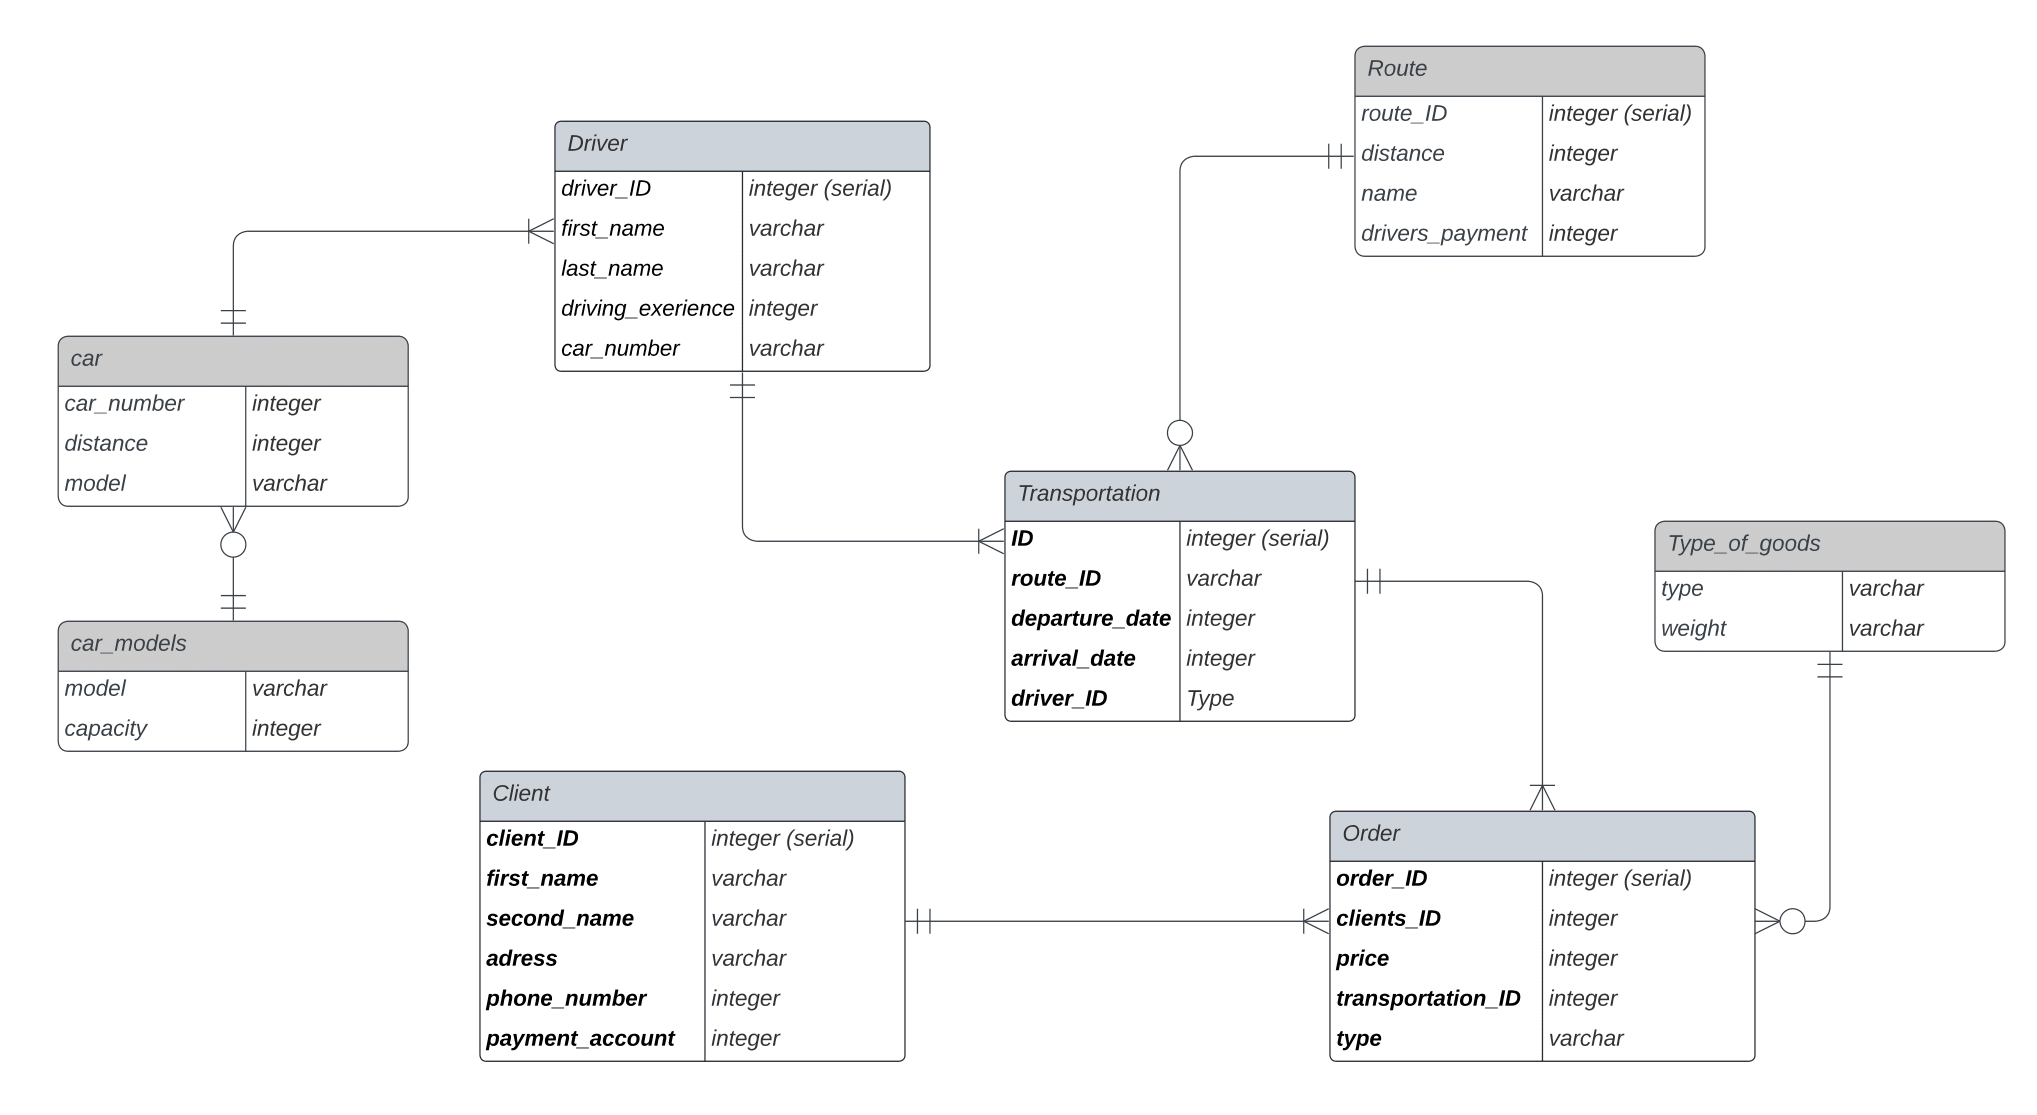 Route
route_ID integer (serial)
distance integer
name varchar
drivers_payment integer
Driver
driver_ID integer (serial)
first_name varchar
last_name varchar
driving_exerience integer
car_number varchar
car
car_number integer
distance integer
model varchar
Transportation
ID integer (serial)
route_ID varchar
departure_date integer
arrival_date integer
driver_ID Type
Type_of_goods
type varchar
weight varchar
car_models
model varchar
capacity integer
Client
client_ID integer (serial)
first_name varchar
second_name varchar
adress varchar
phone_number integer
payment_account integer
Order
order_ID integer (serial)
clients_ID integer
price integer
transportation_ID integer
type varchar